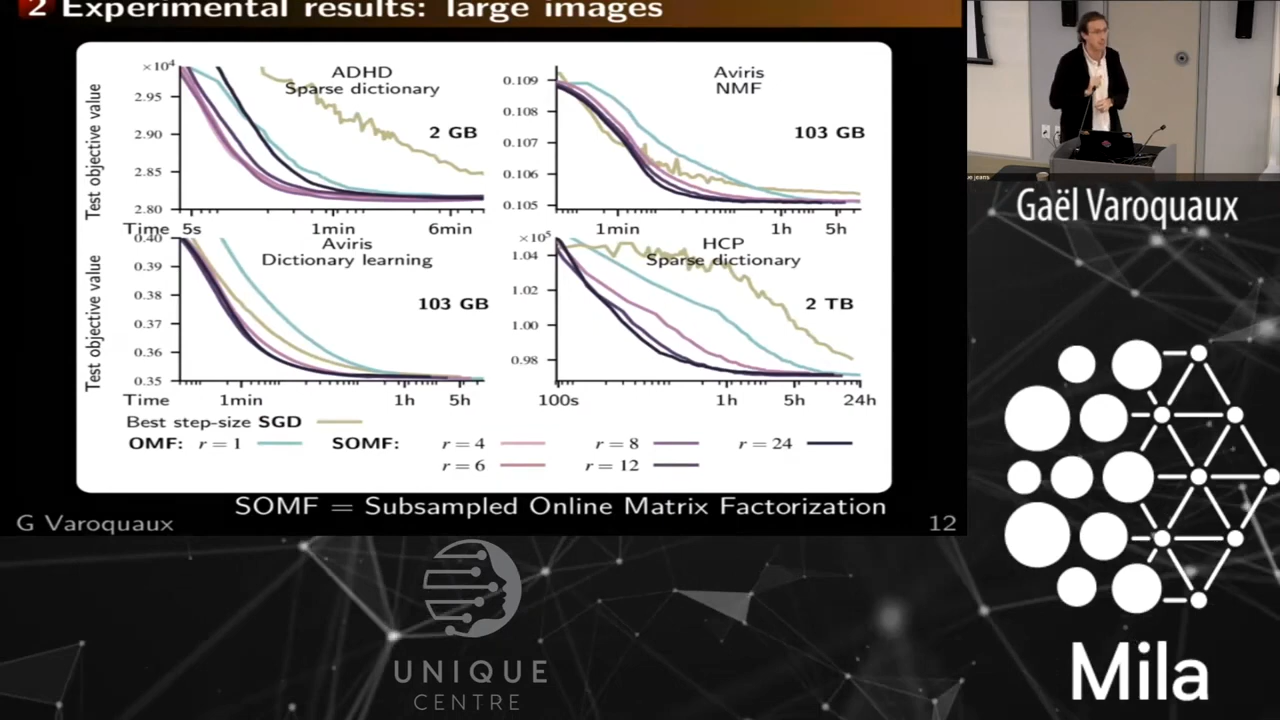 2 Experimental results: large images
×10⁴
ADHD
Sparse dictionary
2 GB
2.95
2.90
2.85
2.80
Test objective value
Time 5s 1min 6min
Aviris
NMF
103 GB
0.109
0.108
0.107
0.106
0.105
1min 1h 5h
Aviris
Dictionary learning
103 GB
0.40
0.39
0.38
0.37
0.36
0.35
Test objective value
Time 1min 1h 5h
×10⁵
HCP
Sparse dictionary
2 TB
1.04
1.02
1.00
0.98
100s 1h 5h 24h
Best step-size SGD
OMF: r = 1 SOMF: r = 4 r = 8 r = 24
r = 6 r = 12
SOMF = Subsampled Online Matrix Factorization
G Varoquaux 12
Gaël Varoquaux
UNIQUE
CENTRE
Mila